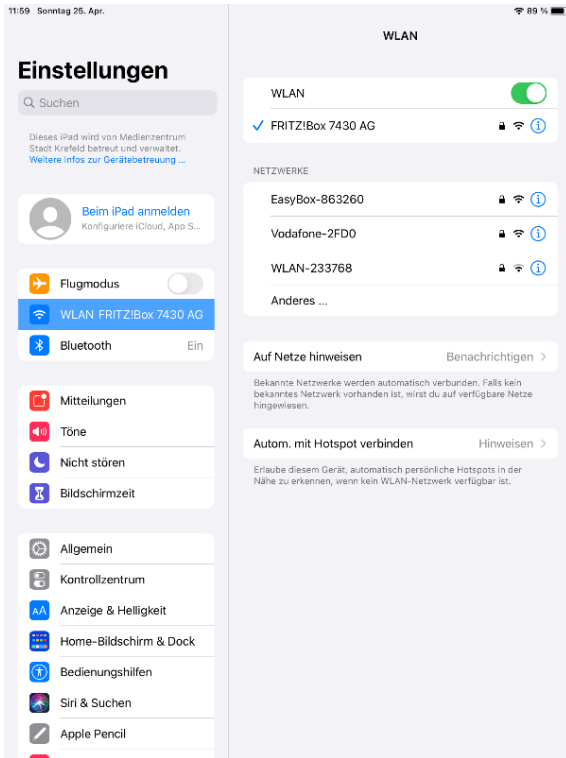 11:59 Sonntag 25. Apr.
89 %
Einstellungen
Suchen
Dieses iPad wird von Medienzentrum
Stadt Krefeld betreut und verwaltet.
Weitere Infos zur Gerätebetreuung ...
Beim iPad anmelden
Konfiguriere iCloud, App S...
Flugmodus
WLAN FRITZ!Box 7430 AG
Bluetooth Ein
Mitteilungen
Töne
Nicht stören
Bildschirmzeit
Allgemein
Kontrollzentrum
AA Anzeige & Helligkeit
Home-Bildschirm & Dock
Bedienungshilfen
Siri & Suchen
Apple Pencil
WLAN
WLAN
FRITZ!Box 7430 AG
NETZWERKE
EasyBox-863260
Vodafone-2FD0
WLAN-233768
Anderes ...
Auf Netze hinweisen Benachrichtigen
Bekannte Netzwerke werden automatisch verbunden. Falls kein
bekanntes Netzwerk vorhanden ist, wirst du auf verfügbare Netze
hingewiesen.
Autom. mit Hotspot verbinden Hinweisen
Erlaube diesem Gerät, automatisch persönliche Hotspots in der
Nähe zu erkennen, wenn kein WLAN-Netzwerk verfügbar ist.